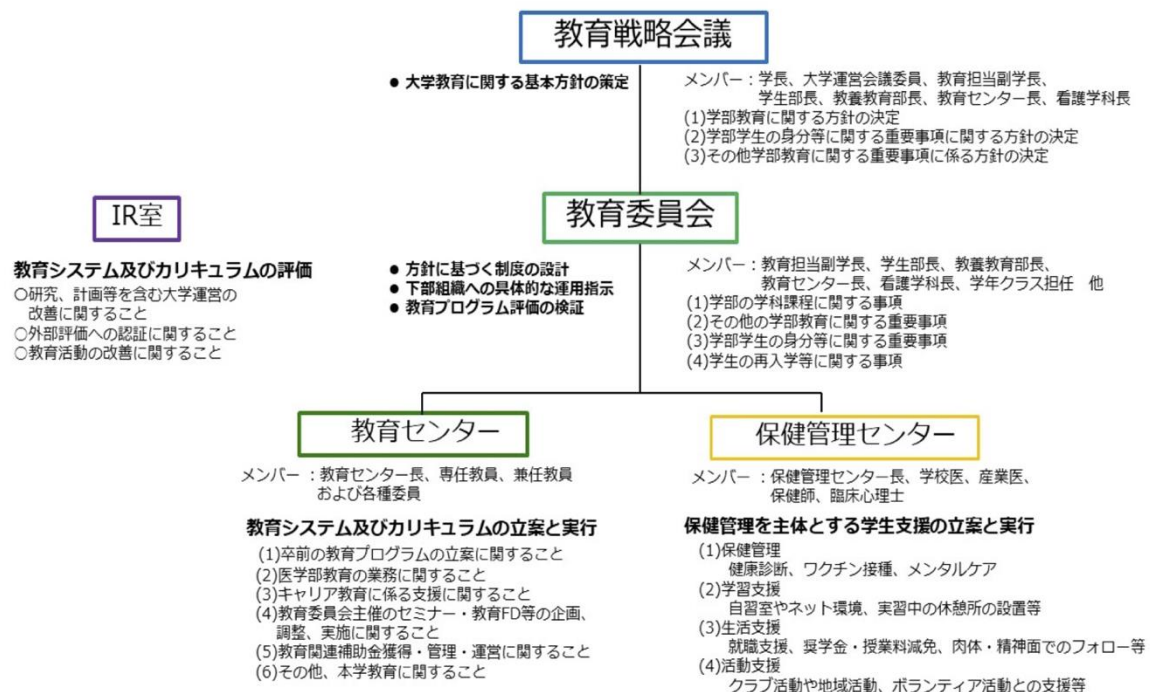 教育戦略会議
● 大学教育に関する基本方針の策定
メンバー：学長、大学運営会議委員、教育担当副学長、
学生部長、教養教育部長、教育センター長、看護学科長
(1)学部教育に関する方針の決定
(2)学部学生の身分等に関する重要事項に関する方針の決定
(3)その他学部教育に関する重要事項に係る方針の決定
IR室
教育システム及びカリキュラムの評価
○研究、計画等を含む大学運営の
改善に関すること
○外部評価への認証に関すること
○教育活動の改善に関すること
教育委員会
● 方針に基づく制度の設計
● 下部組織への具体的な運用指示
● 教育プログラム評価の検証
メンバー：教育担当副学長、学生部長、教養教育部長、
教育センター長、看護学科長、学年クラス担任　他
(1)学部の学科課程に関する事項
(2)その他の学部教育に関する重要事項
(3)学部学生の身分等に関する重要事項
(4)学生の再入学等に関する事項
教育センター
メンバー ：教育センター長、専任教員、兼任教員
および各種委員
教育システム及びカリキュラムの立案と実行
(1)卒前の教育プログラムの立案に関すること
(2)医学部教育の業務に関すること
(3)キャリア教育に係る支援に関すること
(4)教育委員会主催のセミナー・教育FD等の企画、
調整、実施に関すること
(5)教育関連補助金獲得・管理・運営に関すること
(6)その他、本学教育に関すること
保健管理センター
メンバー ：保健管理センター長、学校医、産業医、
保健師、臨床心理士
保健管理を主体とする学生支援の立案と実行
(1)保健管理
健康診断、ワクチン接種、メンタルケア
(2)学習支援
自習室やネット環境、実習中の休憩所の設置等
(3)生活支援
就職支援、奨学金・授業料減免、肉体・精神面でのフォロー等
(4)活動支援
クラブ活動や地域活動、ボランティア活動との支援等